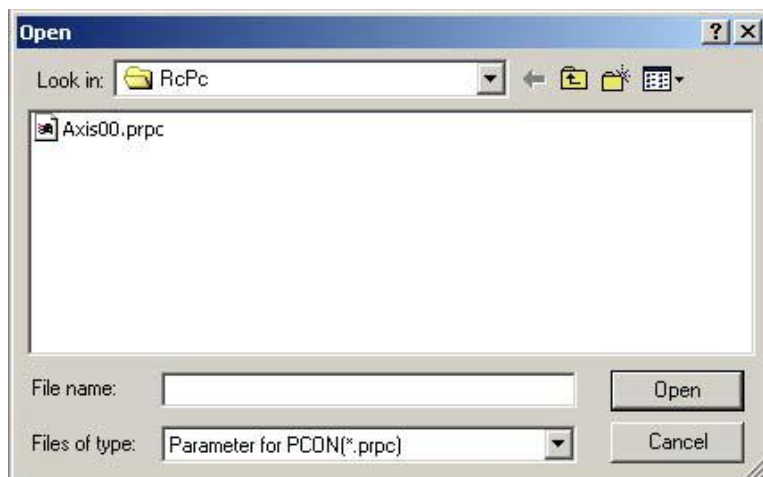 Open
Look in: RcPc
Axis00.prpc
File name: Open
Files of type: Parameter for PCON(*.prpc) Cancel